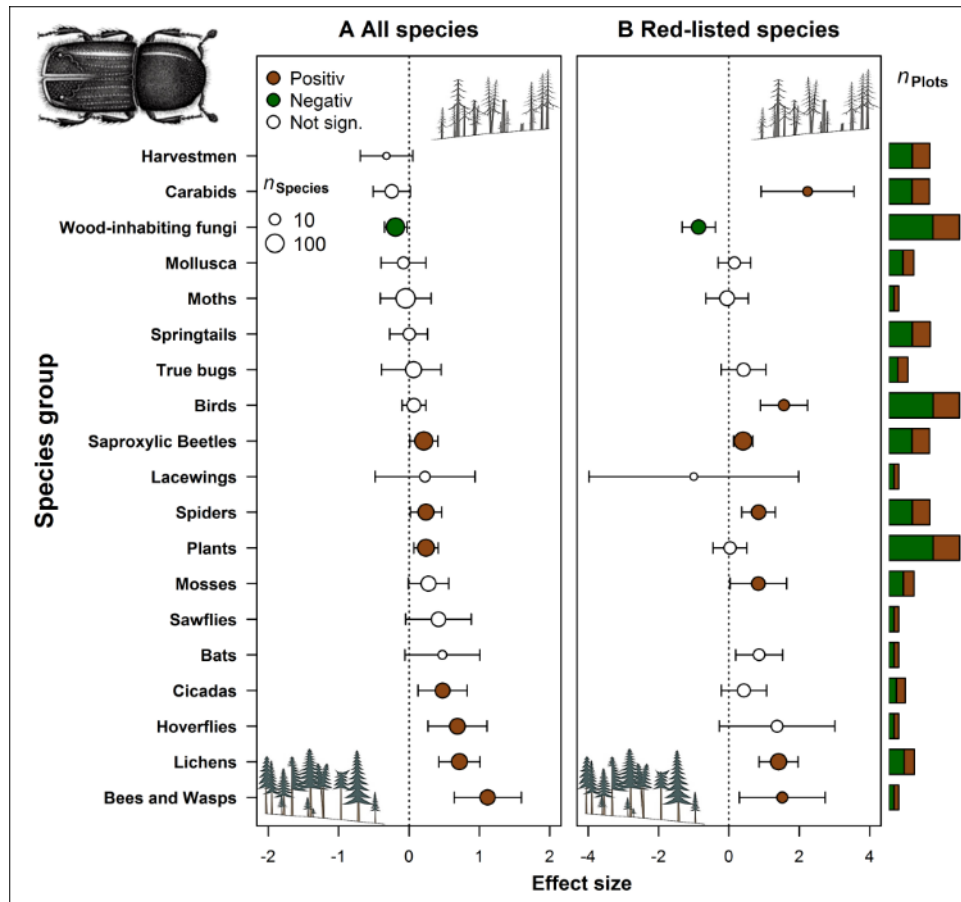 A All species
B Red-listed species
Positiv
Negativ
Not sign.
nPlots
nSpecies
10
100
Species group
Harvestmen
Carabids
Wood-inhabiting fungi
Mollusca
Moths
Springtails
True bugs
Birds
Saproxylic Beetles
Lacewings
Spiders
Plants
Mosses
Sawflies
Bats
Cicadas
Hoverflies
Lichens
Bees and Wasps
-2 -1 0 1 2
-4 -2 0 2 4
Effect size